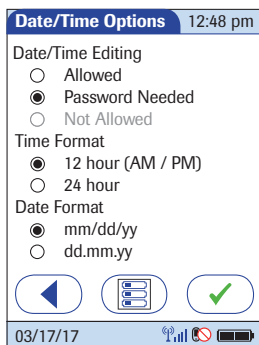 Date/Time Options 12:48 pm
Date/Time Editing
Allowed
Password Needed
Not Allowed
Time Format
12 hour (AM / PM)
24 hour
Date Format
mm/dd/yy
dd.mm.yy
03/17/17